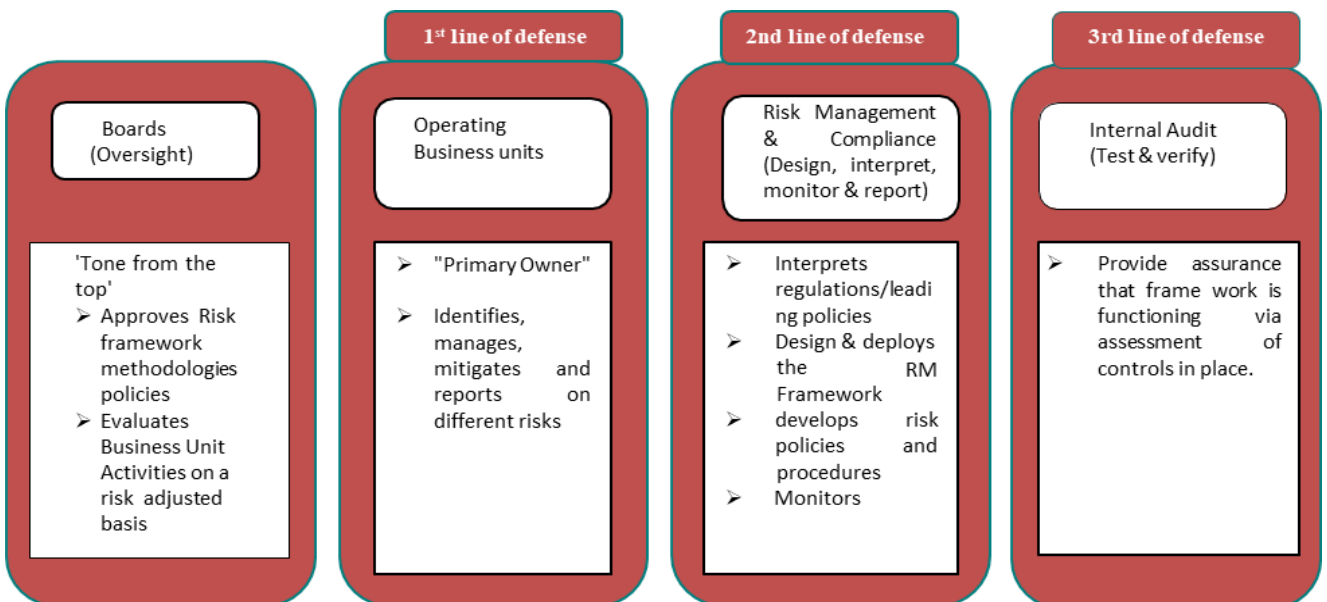 Boards
(Oversight)
'Tone from the
top'
➢ Approves Risk
framework
methodologies
policies
➢ Evaluates
Business Unit
Activities on a
risk adjusted
basis
1st line of defense
Operating
Business units
➢ "Primary Owner"
➢ Identifies,
manages,
mitigates and
reports on
different risks
2nd line of defense
Risk Management
& Compliance
(Design, interpret,
monitor & report)
➢ Interprets
regulations/leadi
ng policies
➢ Design & deploys
the RM
Framework
➢ develops risk
policies and
procedures
➢ Monitors
3rd line of defense
Internal Audit
(Test & verify)
➢ Provide assurance
that frame work is
functioning via
assessment of
controls in place.